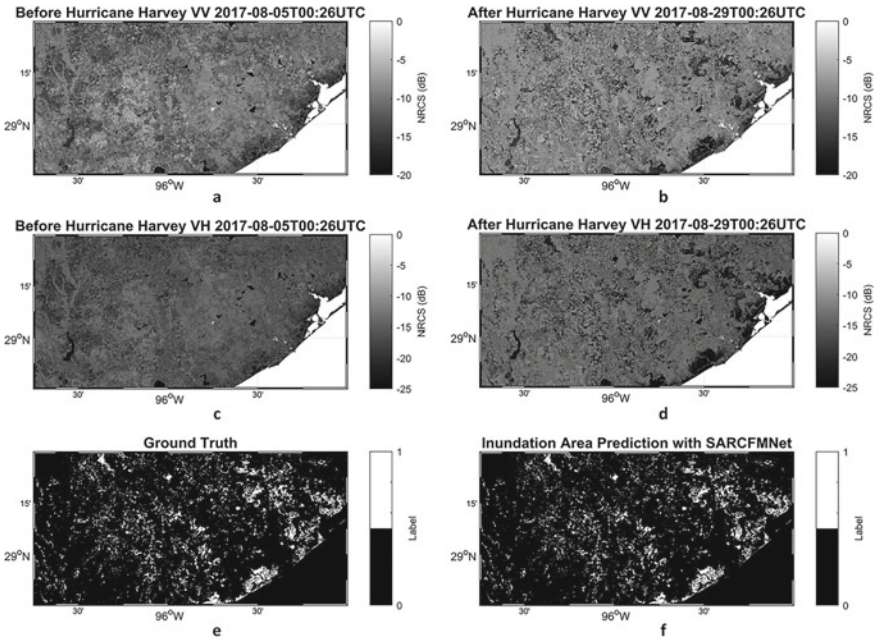 Before Hurricane Harvey VV 2017-08-05T00:26UTC
0
-5
-10
-15
-20
NRCS (dB)
15'
29°N
30'
96°W
30'
a
After Hurricane Harvey VV 2017-08-29T00:26UTC
0
-5
-10
-15
-20
NRCS (dB)
15'
29°N
30'
96°W
30'
b
Before Hurricane Harvey VH 2017-08-05T00:26UTC
0
-5
-10
-15
-20
-25
NRCS (dB)
15'
29°N
30'
96°W
30'
c
After Hurricane Harvey VH 2017-08-29T00:26UTC
0
-5
-10
-15
-20
-25
NRCS (dB)
15'
29°N
30'
96°W
30'
d
Ground Truth
1
0
Label
15'
29°N
30'
96°W
30'
e
Inundation Area Prediction with SARCFMNet
1
0
Label
15'
29°N
30'
96°W
30'
f